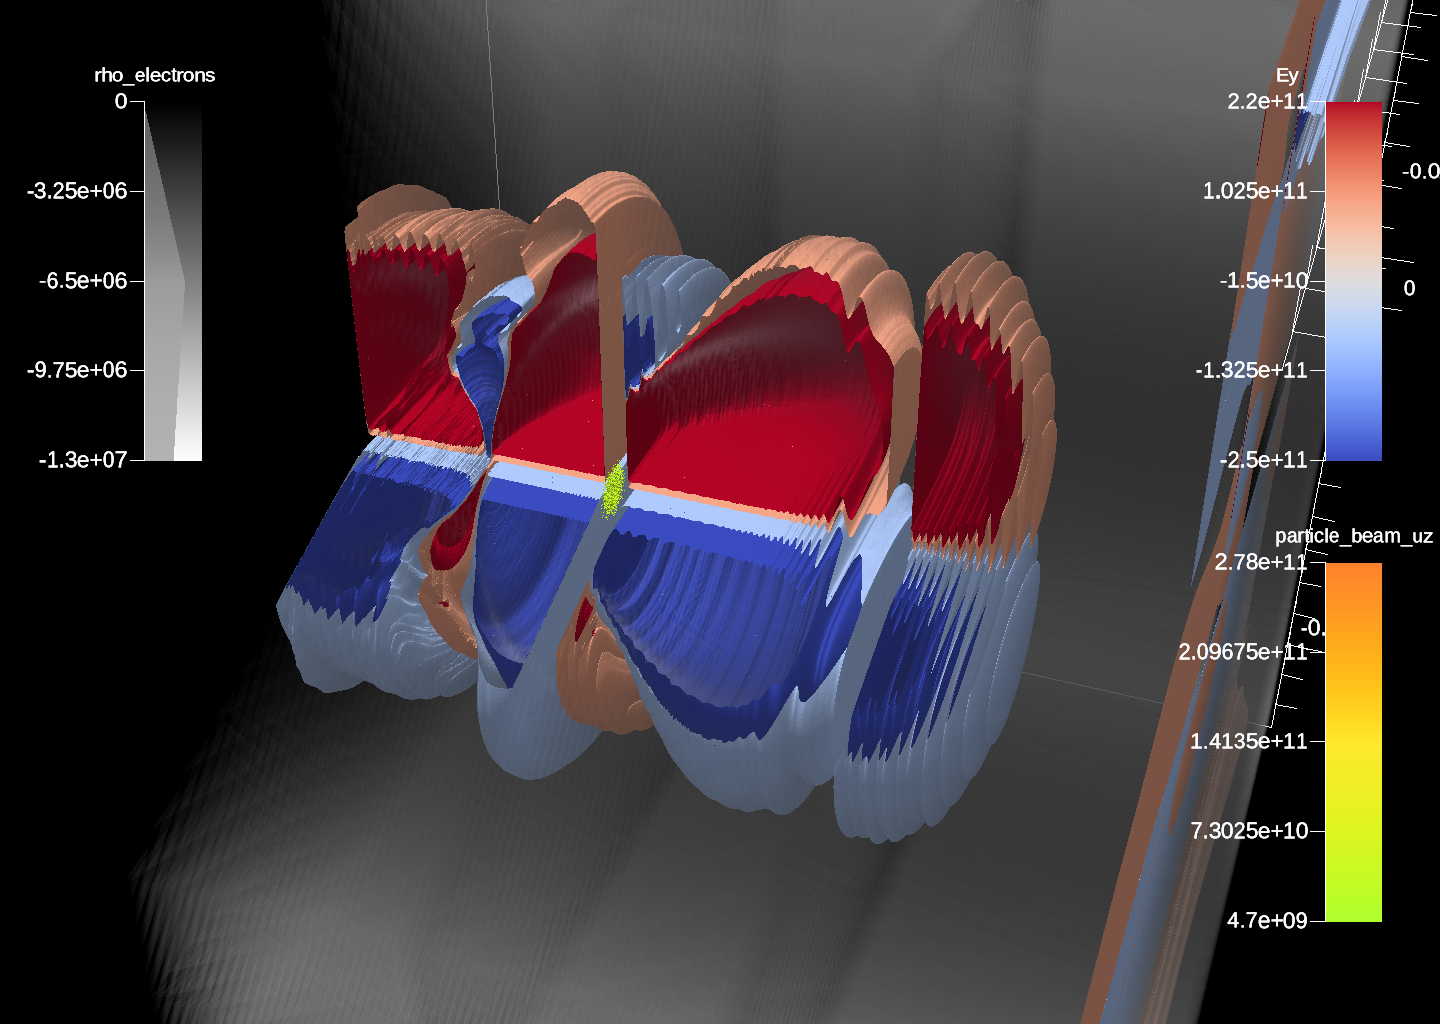 rho_electrons
0
-3.25e+06
-6.5e+06
-9.75e+06
-1.3e+07
Ey
2.2e+11
1.025e+11
-1.5e+10
-1.325e+11
-2.5e+11
-0.0
0
particle_beam_uz
2.78e+11
-0.
2.09675e+11
1.4135e+11
7.3025e+10
4.7e+09